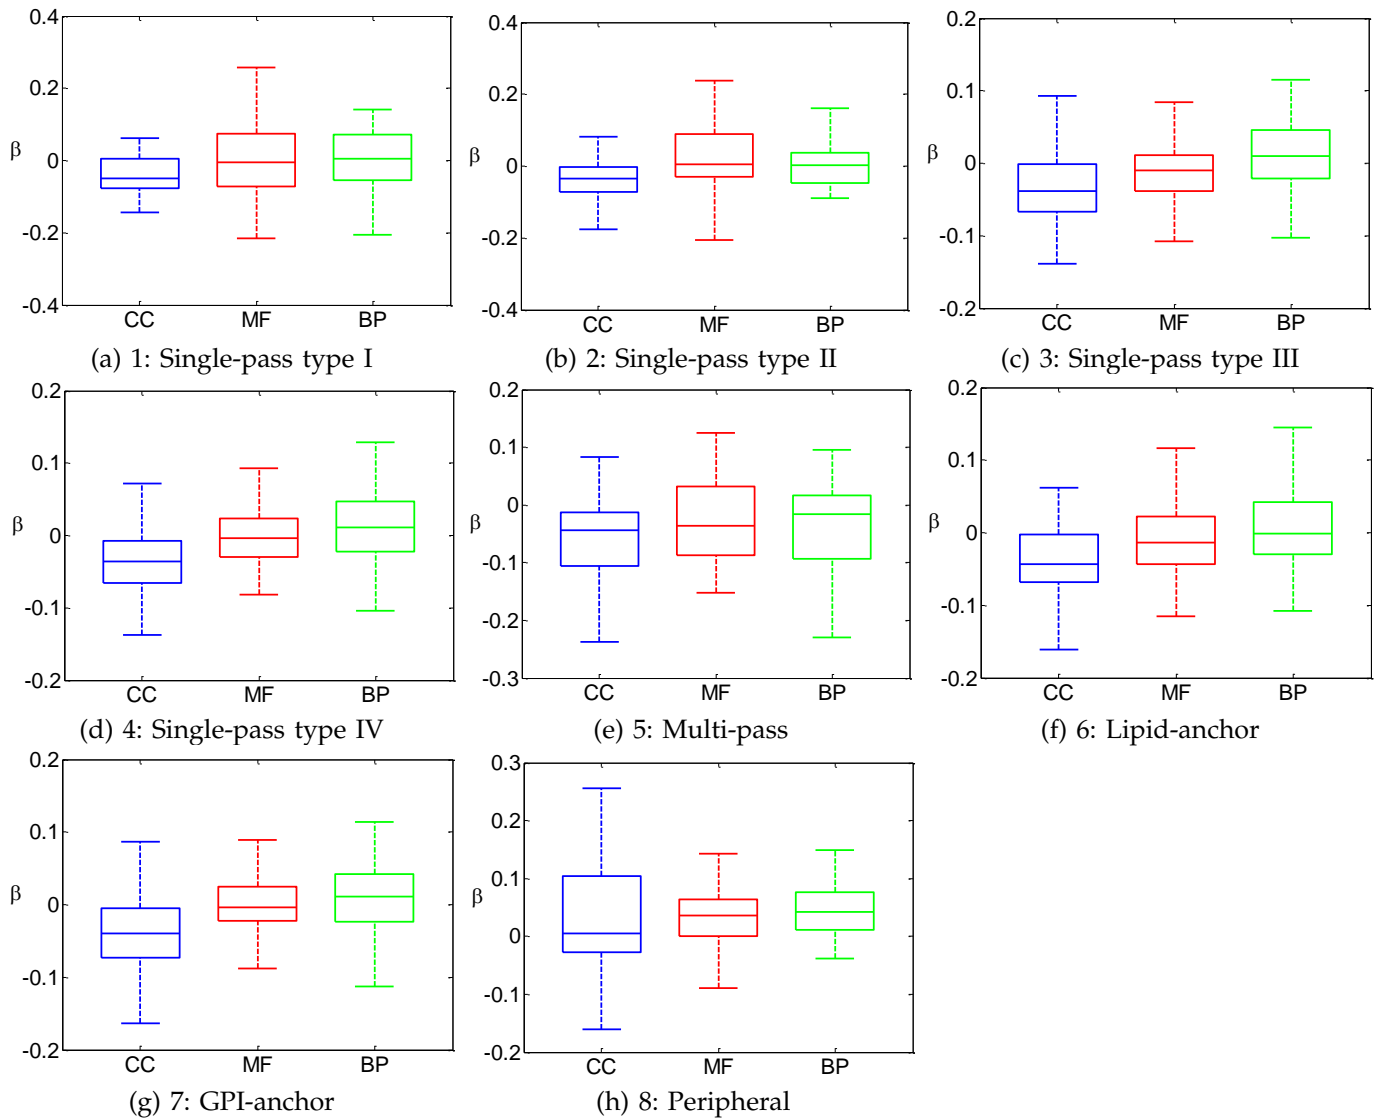 0.4
0.2
0
-0.2
-0.4
β
CC MF BP
(a) 1: Single-pass type I
0.4
0.2
0
-0.2
-0.4
β
CC MF BP
(b) 2: Single-pass type II
0.2
0.1
0
-0.1
-0.2
β
CC MF BP
(c) 3: Single-pass type III
0.2
0.1
0
-0.1
-0.2
β
CC MF BP
(d) 4: Single-pass type IV
0.2
0.1
0
-0.1
-0.2
-0.3
β
CC MF BP
(e) 5: Multi-pass
0.2
0.1
0
-0.1
-0.2
β
CC MF BP
(f) 6: Lipid-anchor
0.2
0.1
0
-0.1
-0.2
β
CC MF BP
(g) 7: GPI-anchor
0.3
0.2
0.1
0
-0.1
-0.2
β
CC MF BP
(h) 8: Peripheral